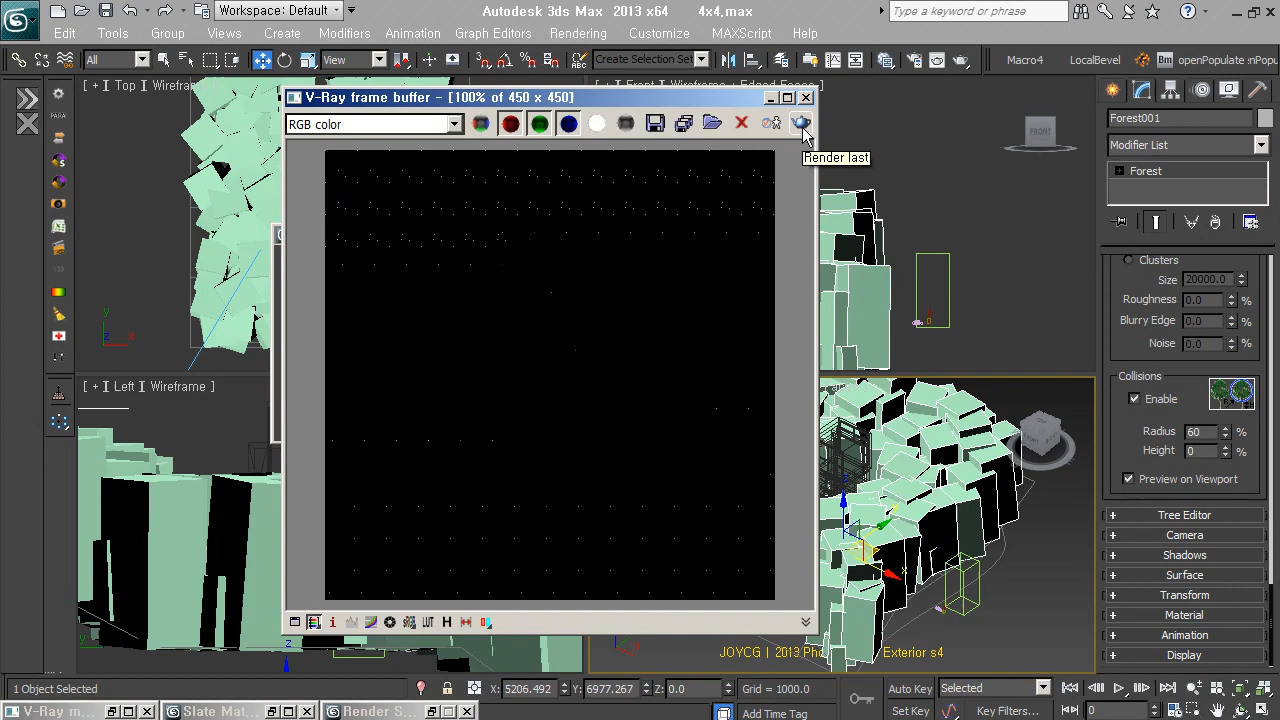 Workspace: Default
Autodesk 3ds Max 2013 x64 4x4.max
Type a keyword or phrase
Edit Tools Group Views Create Modifiers Animation Graph Editors Rendering Customize MAXScript Help
All View Create Selection Set Macro4 LocalBevel openPopulate
[ + ] Top ] Wireframe
V-Ray frame buffer - [100% of 450 x 450]
RGB color
Render last
FRONT
Forest001
Modifier List
Forest
Clusters
Size 20000.0
Roughness 0.0 %
Blurry Edge 0.0 %
Noise 0.0 %
Collisions
Enable
Radius 60 %
Height 0 %
Preview on Viewport
Tree Editor
Camera
Shadows
Surface
Transform
Material
Animation
Display
[ + ] Left ] Wireframe ]
LUT H
JOYCG | 2013 Pho
Exterior s4
1 Object Selected X: 5206.492 Y: 6977.267 Z: 0.0 Grid = 1000.0 Auto Key Selected
V-Ray m... Slate Mat... Render S... Add Time Tag Set Key Key Filters... 0